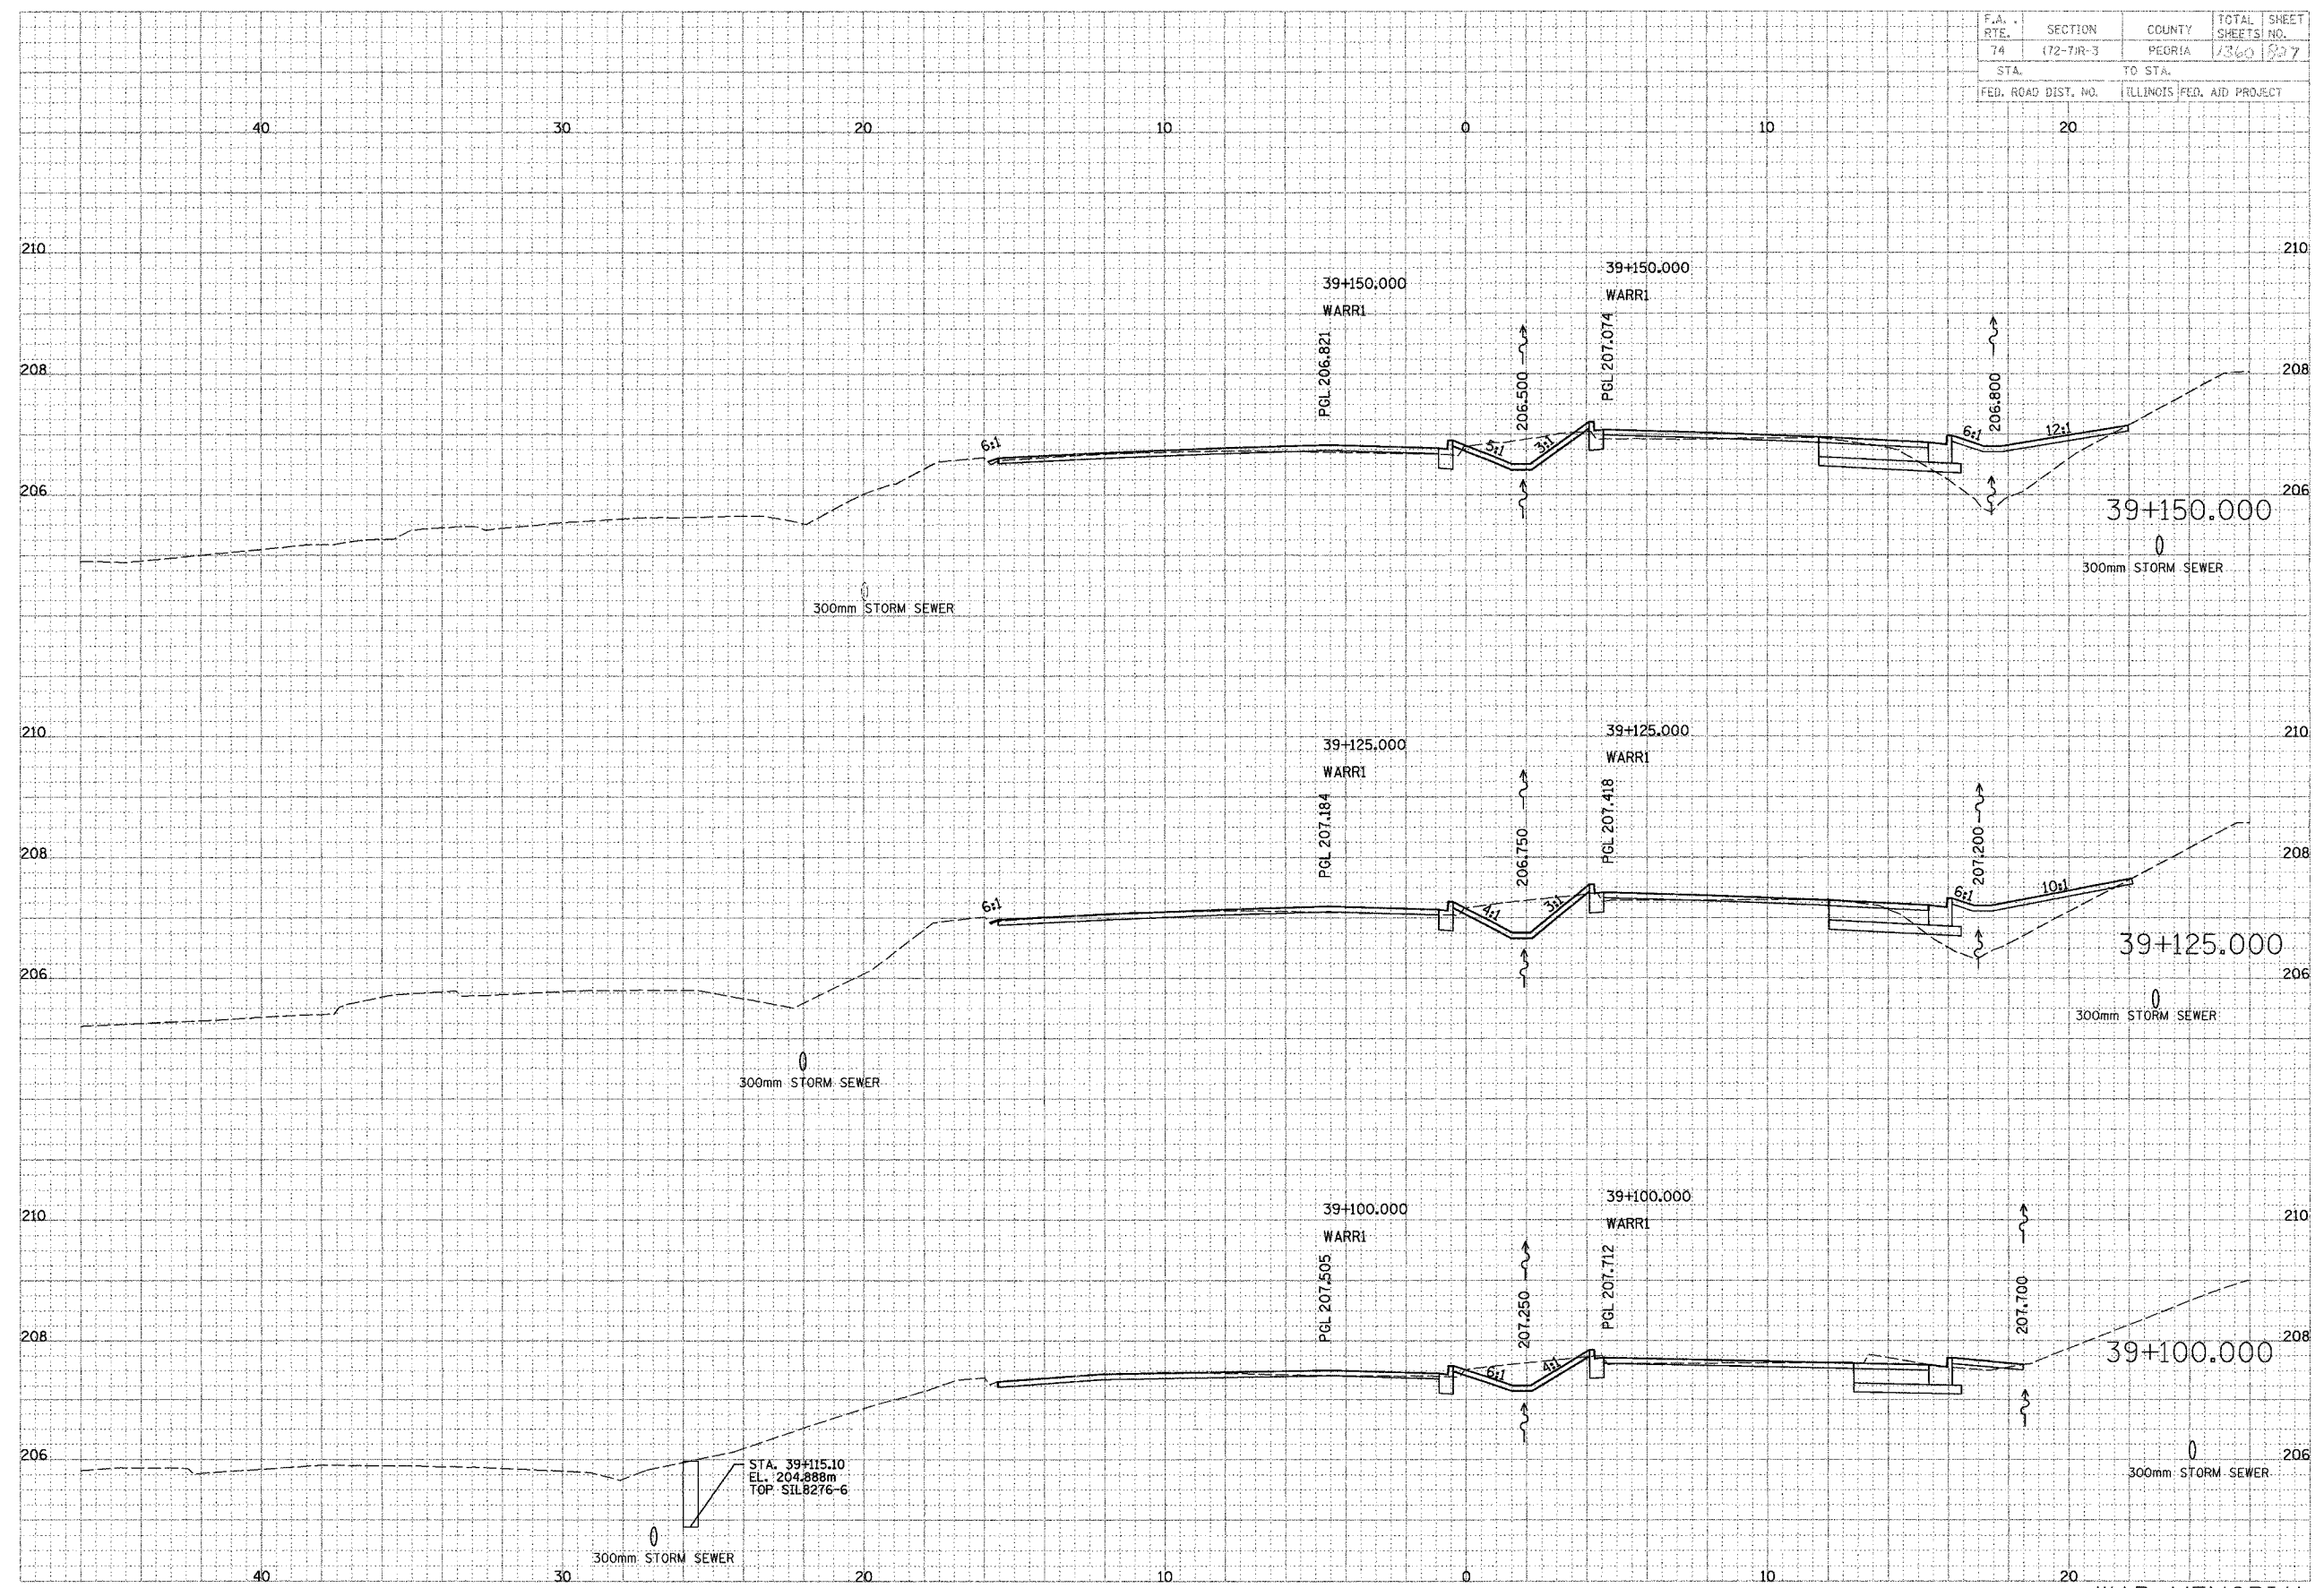 F.A. TOTAL SHEET
RTE. SECTION COUNTY SHEETS NO.
74 (72-7)R-3 PEORIA 1360 827
STA. TO STA.
FED. ROAD DIST. NO. ILLINOIS FED. AID PROJECT
40 30 20 10 0 10 20
210 210
39+150.000 39+150.000
WARR1 WARR1
PGL 206.821
206.500
PGL 207.074
206.800
208 208
6:1 5:1 3:1 6:1 12:1
206 206
39+150.000
300mm STORM SEWER
300mm STORM SEWER
210 210
39+125.000 39+125.000
WARR1 WARR1
PGL 207.184
206.750
PGL 207.418
207.200
208 208
6:1 4:1 3:1 6:1 10:1
39+125.000
206 206
300mm STORM SEWER
300mm STORM SEWER
210 210
39+100.000 39+100.000
WARR1 WARR1
PGL 207.505
207.250
PGL 207.712
207.700
208 208
39+100.000
6:1 4:1
206 206
STA. 39+115.10
EL. 204.888m
TOP SIL8276-6
300mm STORM SEWER
300mm STORM SEWER
40 30 20 10 0 10 20